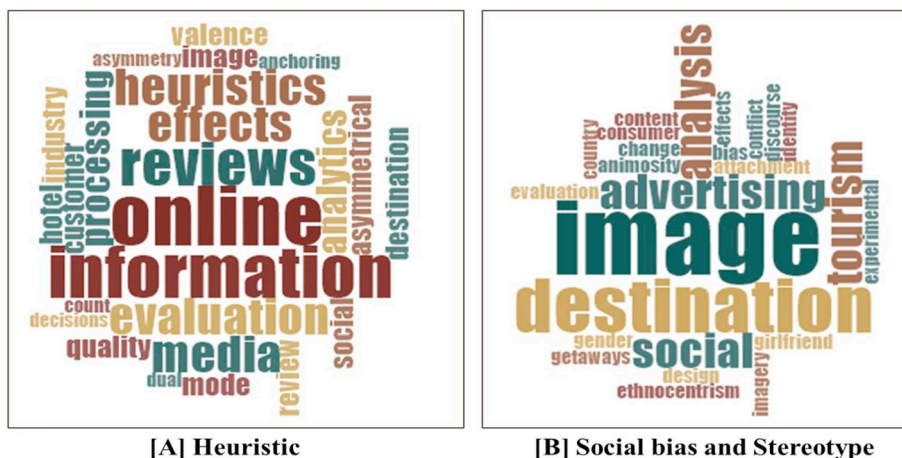 valence
asymmetry image anchoring
heuristics
effects
reviews
online
information
hotel industry
customer
processing
analytics
asymmetrical
destination
count
decisions evaluation
quality media
dual mode
review
social
[A] Heuristic
analysis
content
consumer
country change
animosity
effects
bias
conflict
discourse
identity
attachment
evaluation advertising
tourism
experimental
image
destination
gender social girlfriend
getaways
design
ethnocentrism
imagery
[B] Social bias and Stereotype